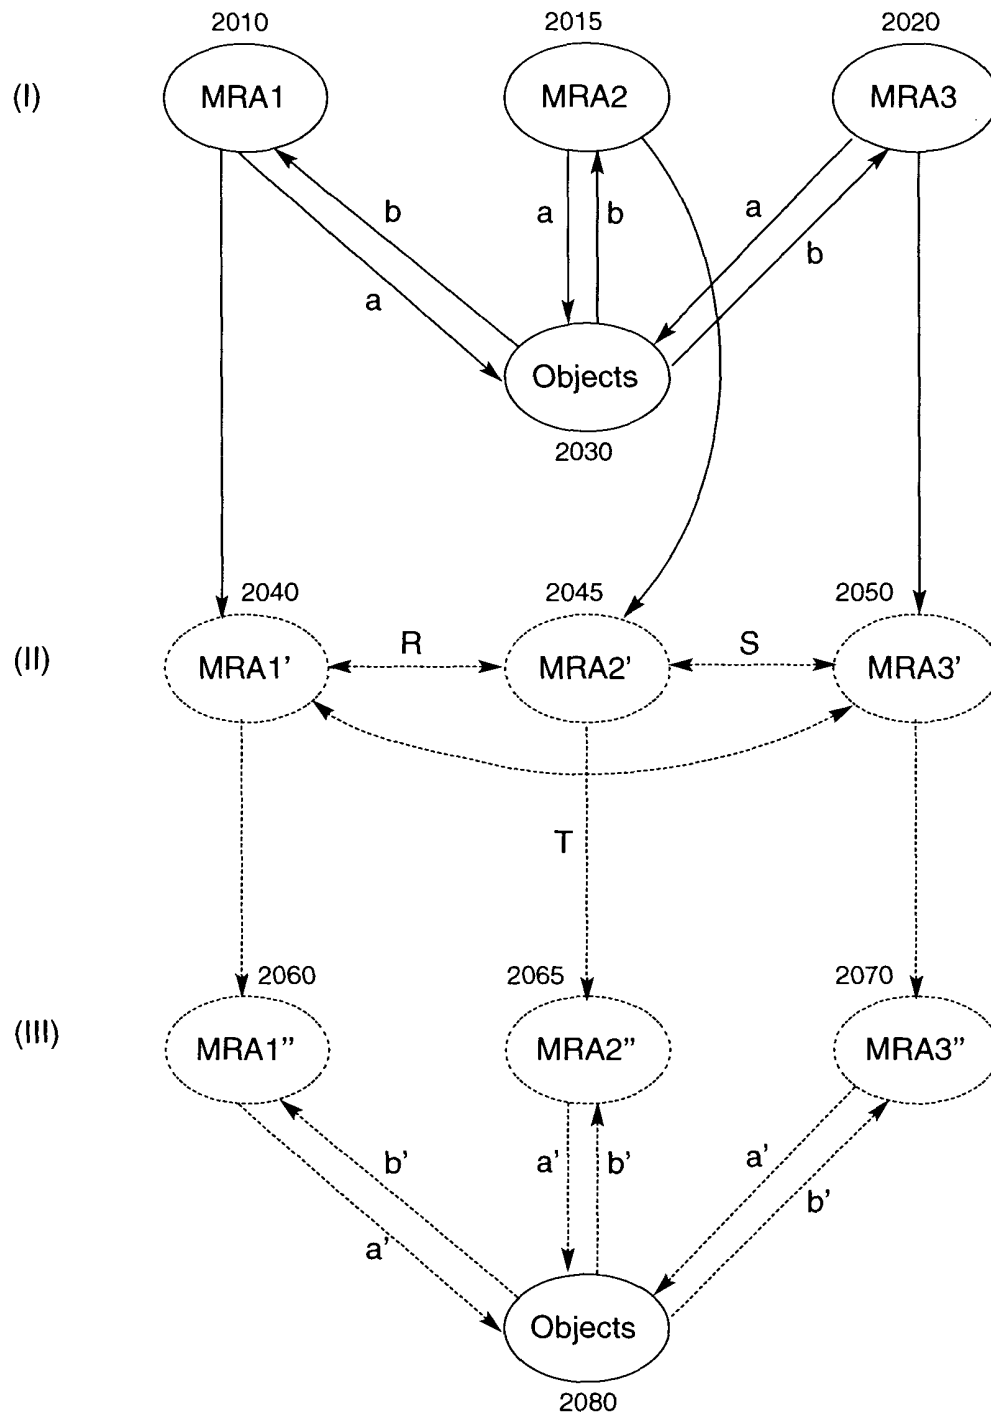 2010 2015 2020
(I) MRA1 MRA2 MRA3
b a b a
a b
Objects
2030
2040 2045 2050
(II) MRA1' R MRA2' S MRA3'
T
2060 2065 2070
(III) MRA1" MRA2" MRA3"
b' a' b' a'
a' b'
Objects
2080